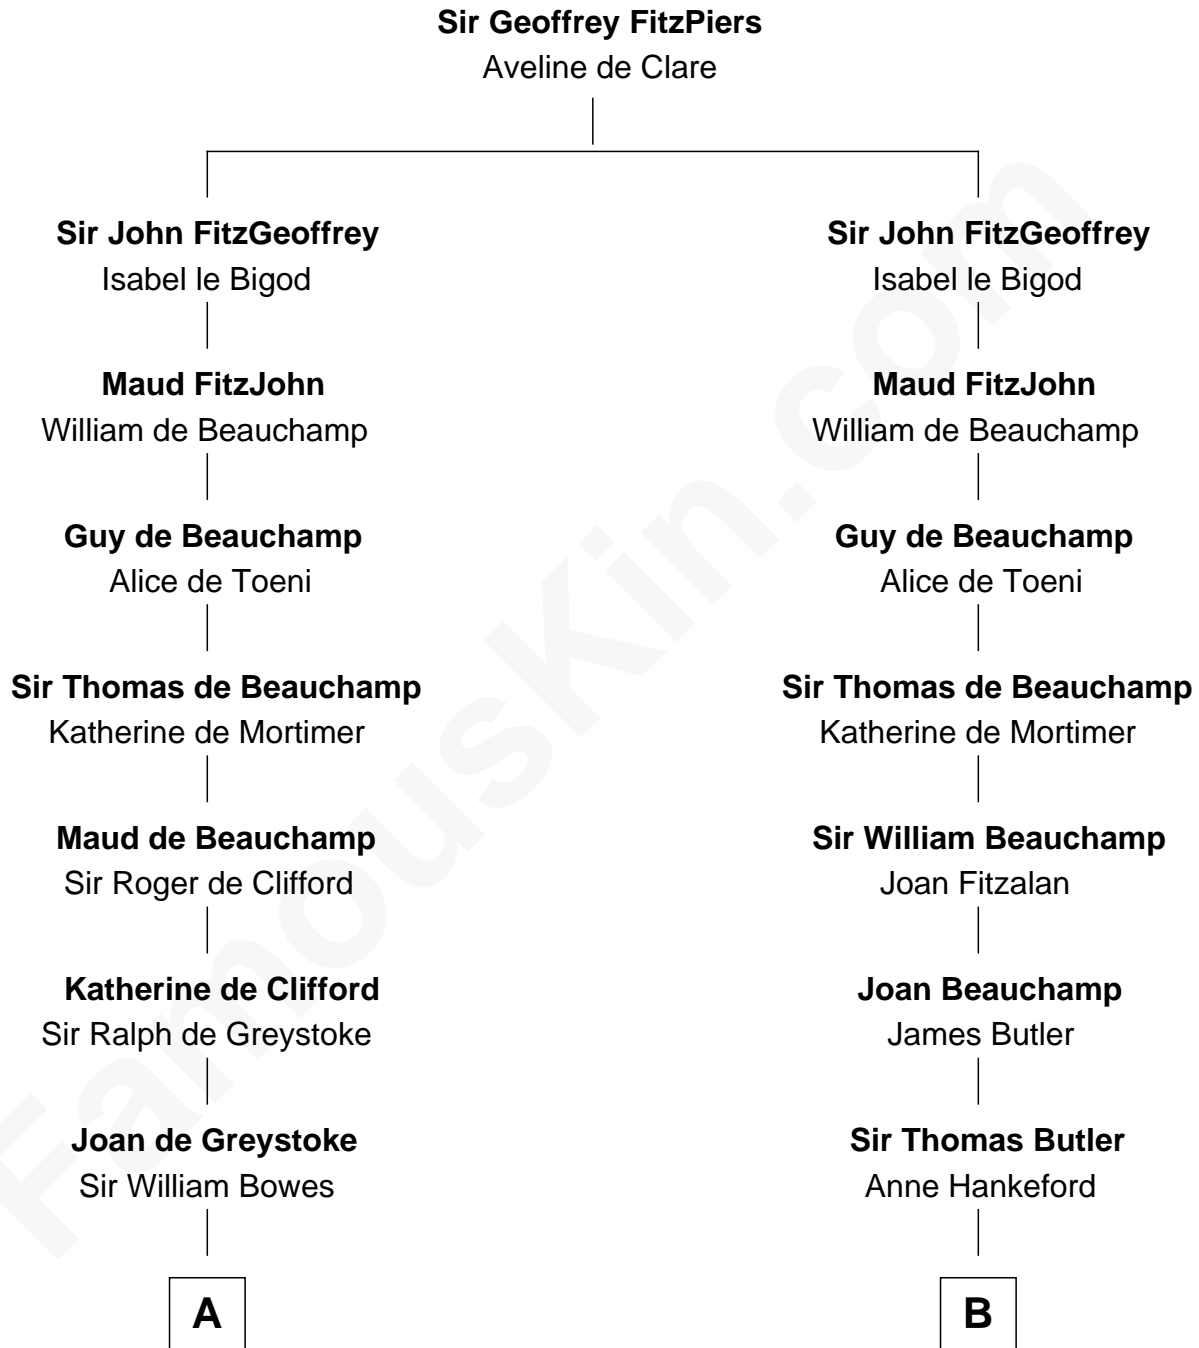 Sir Geoffrey FitzPiers
Aveline de Clare
Sir John FitzGeoffrey
Isabel le Bigod
Maud FitzJohn
William de Beauchamp
Guy de Beauchamp
Alice de Toeni
Sir Thomas de Beauchamp
Katherine de Mortimer
Maud de Beauchamp
Sir Roger de Clifford
Katherine de Clifford
Sir Ralph de Greystoke
Joan de Greystoke
Sir William Bowes
A
Sir John FitzGeoffrey
Isabel le Bigod
Maud FitzJohn
William de Beauchamp
Guy de Beauchamp
Alice de Toeni
Sir Thomas de Beauchamp
Katherine de Mortimer
Sir William Beauchamp
Joan Fitzalan
Joan Beauchamp
James Butler
Sir Thomas Butler
Anne Hankeford
B
FamousKin.com